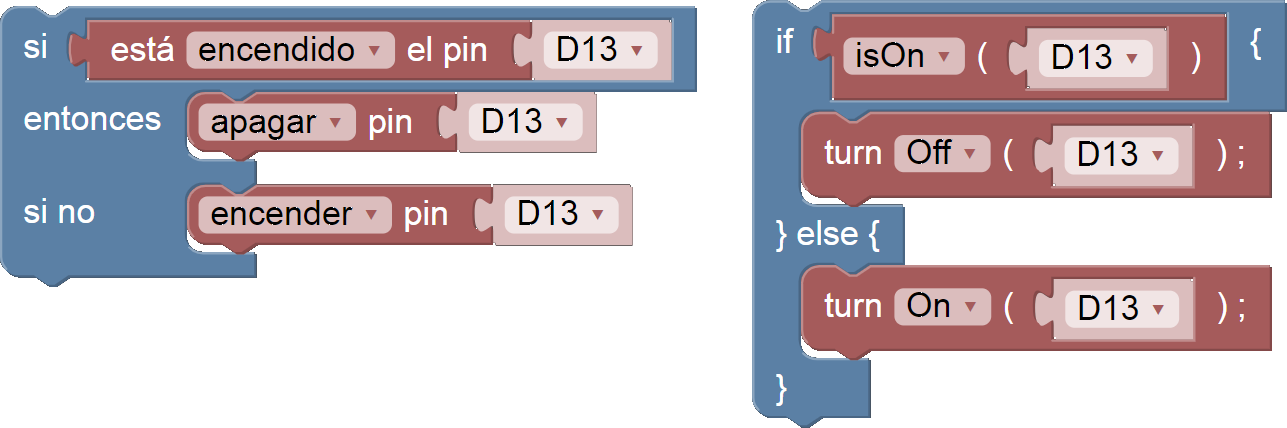 si está encendido ▾ el pin D13 ▾
entonces apagar ▾ pin D13 ▾
si no encender ▾ pin D13 ▾
if isOn ▾ ( D13 ▾ ) {
turn Off ▾ ( D13 ▾ ) ;
} else {
turn On ▾ ( D13 ▾ ) ;
}